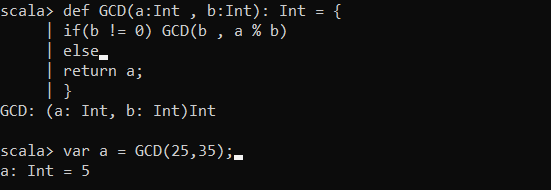 scala> def GCD(a:Int , b:Int): Int = {
     | if(b != 0) GCD(b , a % b)
     | else
     | return a;
     | }
GCD: (a: Int, b: Int)Int
scala> var a = GCD(25,35);
a: Int = 5